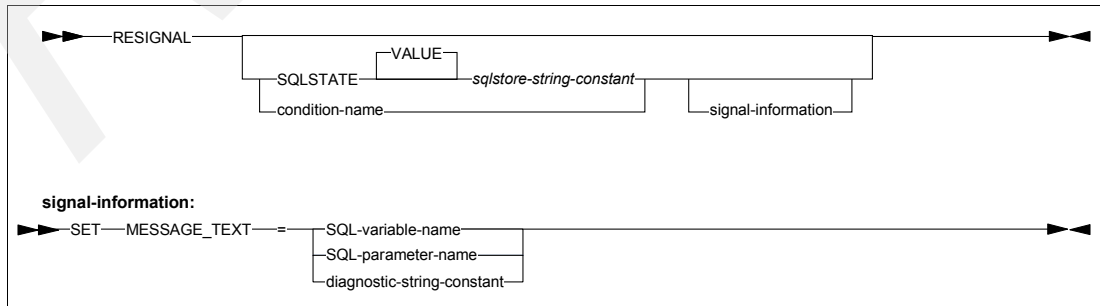 RESIGNAL
VALUE
SQLSTATE sqlstore-string-constant
condition-name signal-information
signal-information:
SET MESSAGE_TEXT = SQL-variable-name
SQL-parameter-name
diagnostic-string-constant